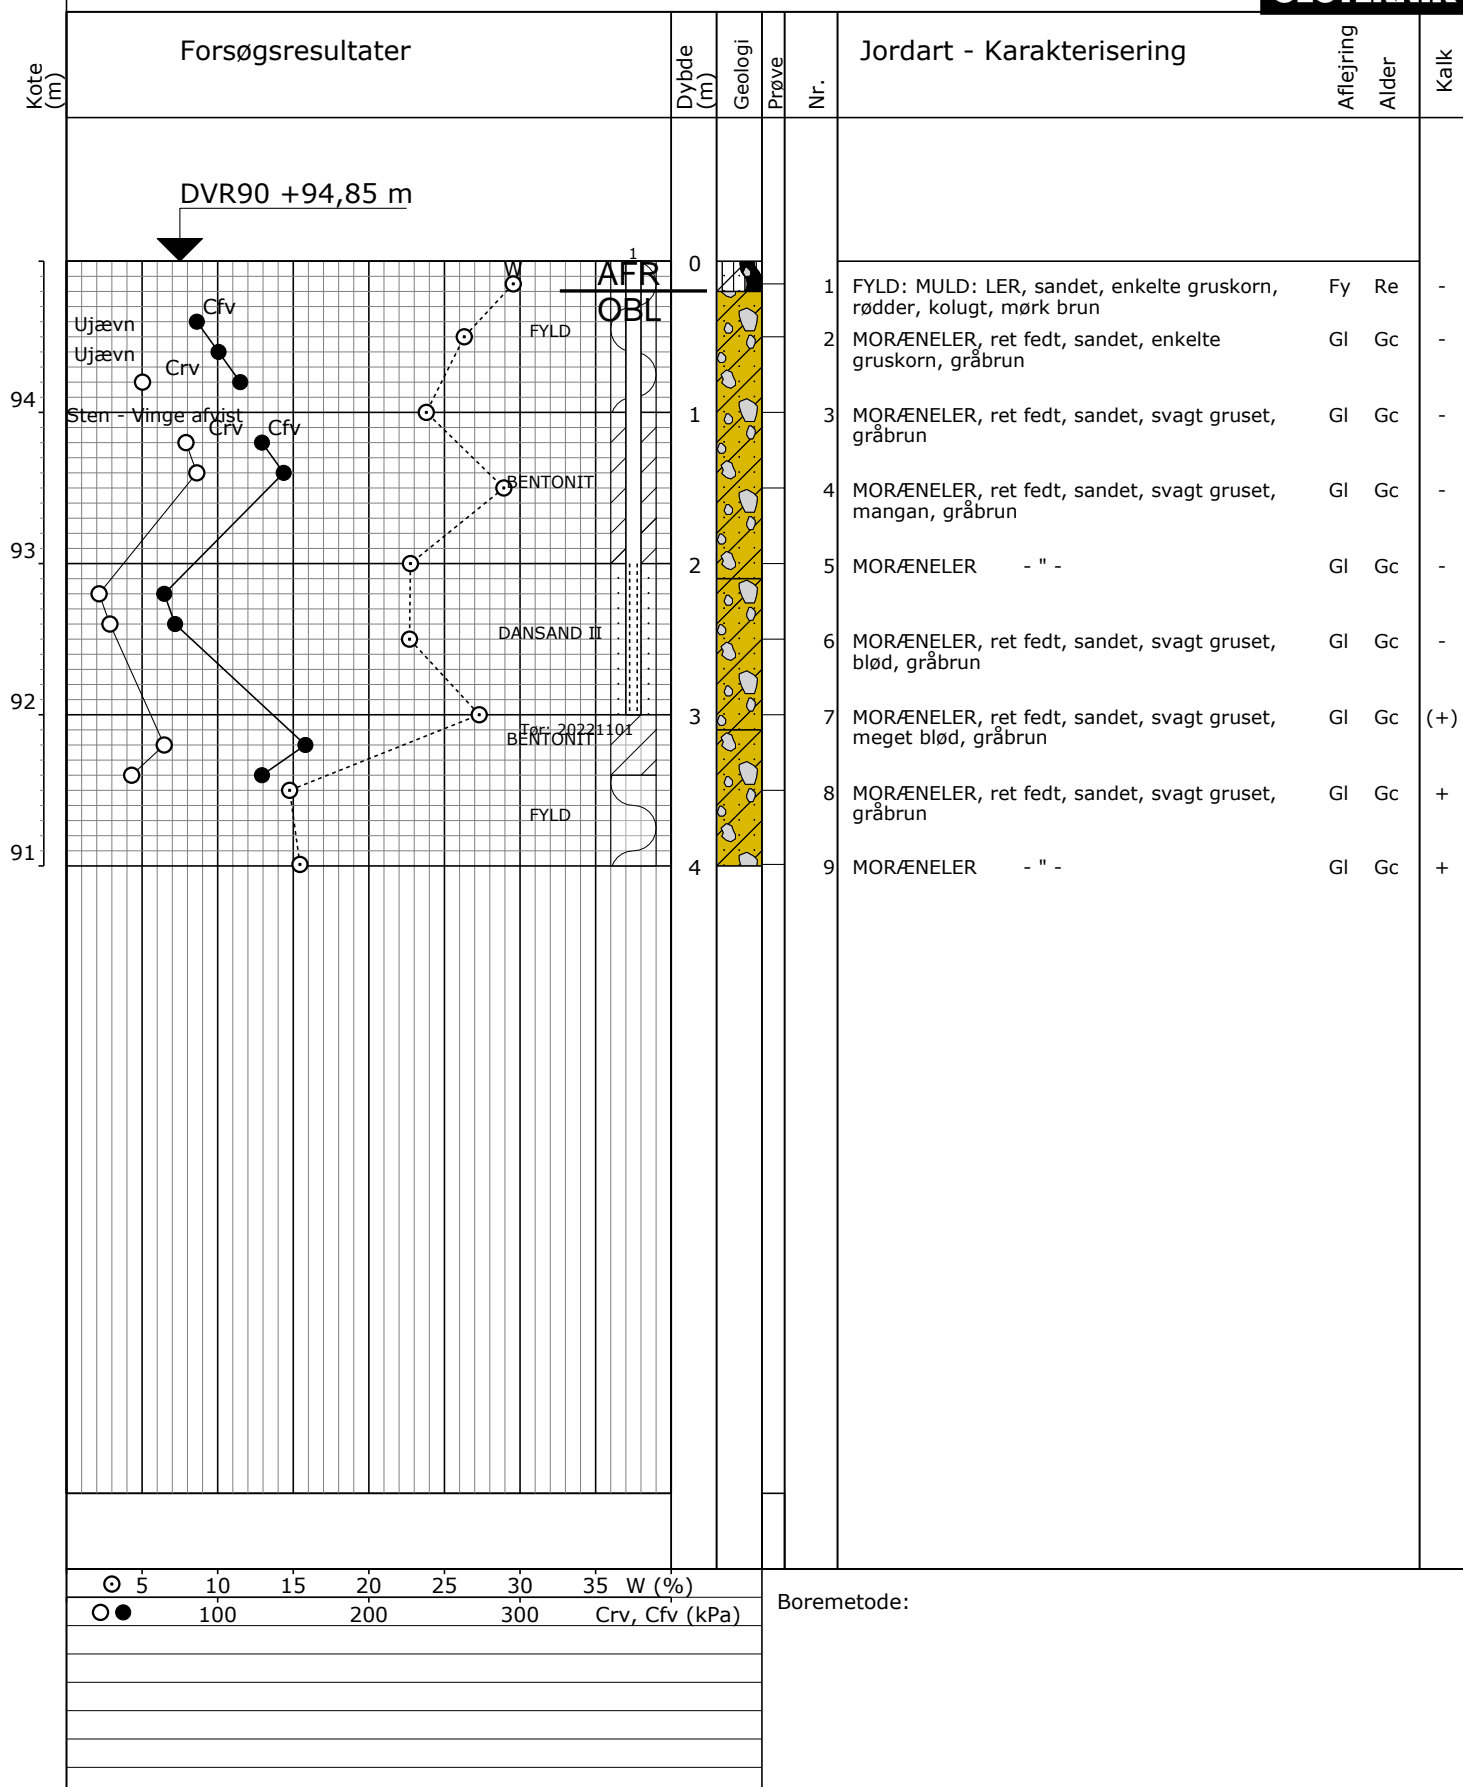 Kote
(m)
Forsøgsresultater
Dybde
(m)
Geologi
Prøve
Nr.
Jordart - Karakterisering
Aflejring
Alder
Kalk
DVR90 +94,85 m
1
W
AFR
OBL
0
1 FYLD: MULD: LER, sandet, enkelte gruskorn, Fy Re -
rødder, kolugt, mørk brun
Cfv
Ujævn
FYLD
2 MORÆNELER, ret fedt, sandet, enkelte Gl Gc -
gruskorn, gråbrun
Ujævn
Crv
94
Sten - Vinge afvist
1
3 MORÆNELER, ret fedt, sandet, svagt gruset, Gl Gc -
gråbrun
Crv
Cfv
BENTONIT
4 MORÆNELER, ret fedt, sandet, svagt gruset, Gl Gc -
mangan, gråbrun
93
2
5 MORÆNELER - " - Gl Gc -
DANSAND II
6 MORÆNELER, ret fedt, sandet, svagt gruset, Gl Gc -
blød, gråbrun
92
3
7 MORÆNELER, ret fedt, sandet, svagt gruset, Gl Gc (+)
meget blød, gråbrun
Tør: 20221101
BENTONIT
8 MORÆNELER, ret fedt, sandet, svagt gruset, Gl Gc +
gråbrun
FYLD
91
4
9 MORÆNELER - " - Gl Gc +
5 10 15 20 25 30 35 W (%)
100 200 300 Crv, Cfv (kPa)
Boremetode: